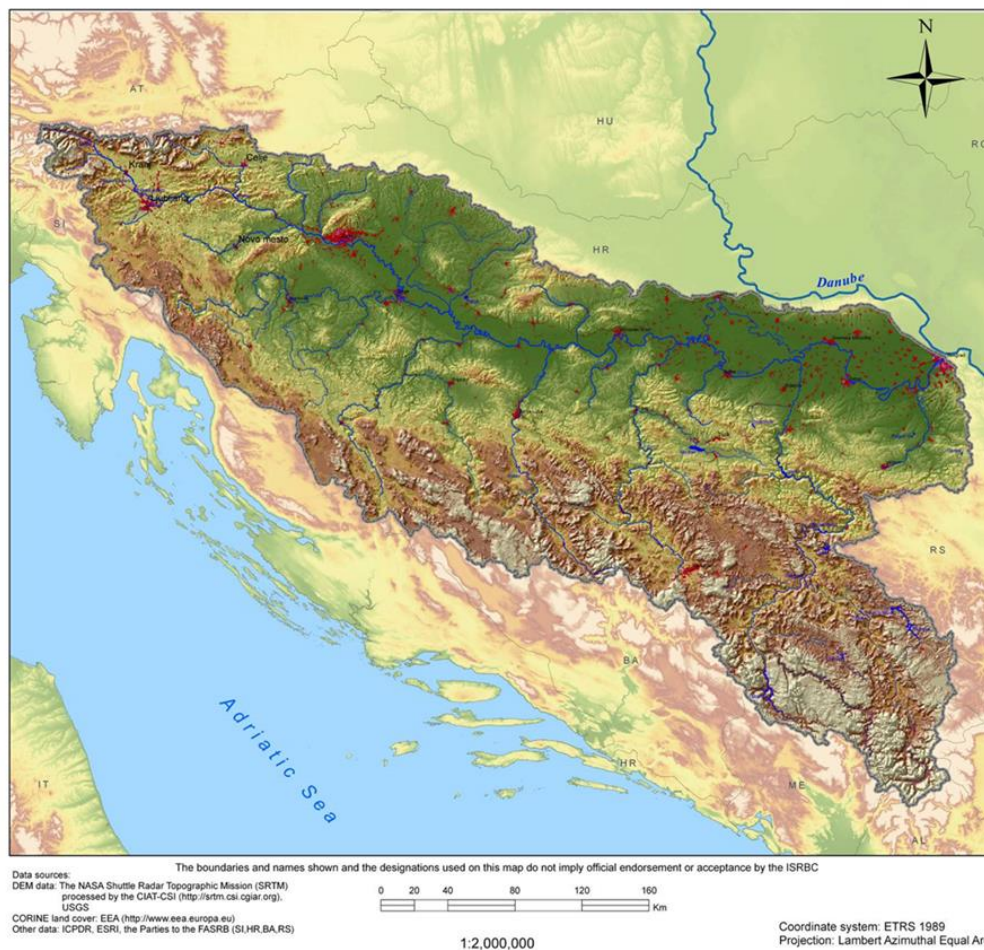 N
AT
HU
RO
Kranj
Celje
Ljubljana
SI
Novo mesto
HR
Danube
RS
BA
Adriatic Sea
HR
IT
ME
AL
The boundaries and names shown and the designations used on this map do not imply official endorsement or acceptance by the ISRBC
Data sources:
DEM data: The NASA Shuttle Radar Topographic Mission (SRTM)
processed by the CIAT-CSI (http://srtm.csi.cgiar.org),
USGS
CORINE land cover: EEA (http://www.eea.europa.eu)
Other data: ICPDR, ESRI, the Parties to the FASRB (SI,HR,BA,RS)
0 20 40 80 120 160
Km
1:2,000,000
Coordinate system: ETRS 1989
Projection: Lambert Azimuthal Equal Ar